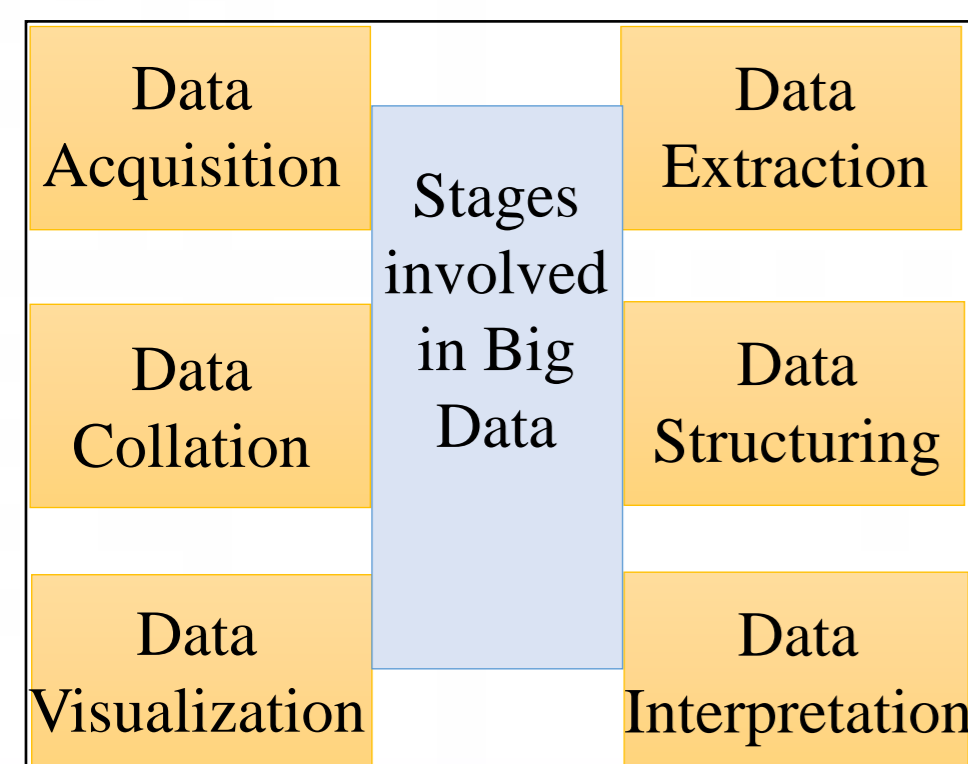 Data
Acquisition
Data
Extraction
Stages
involved
in Big
Data
Data
Collation
Data
Structuring
Data
Visualization
Data
Interpretation